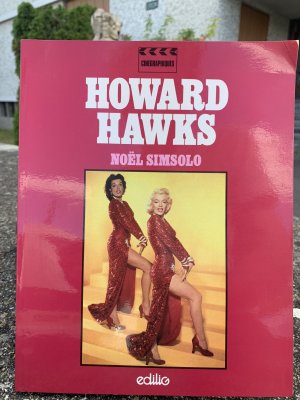 CINÉGRAPHIQUES
HOWARD
HAWKS
NOËL SIMSOLO
edilig